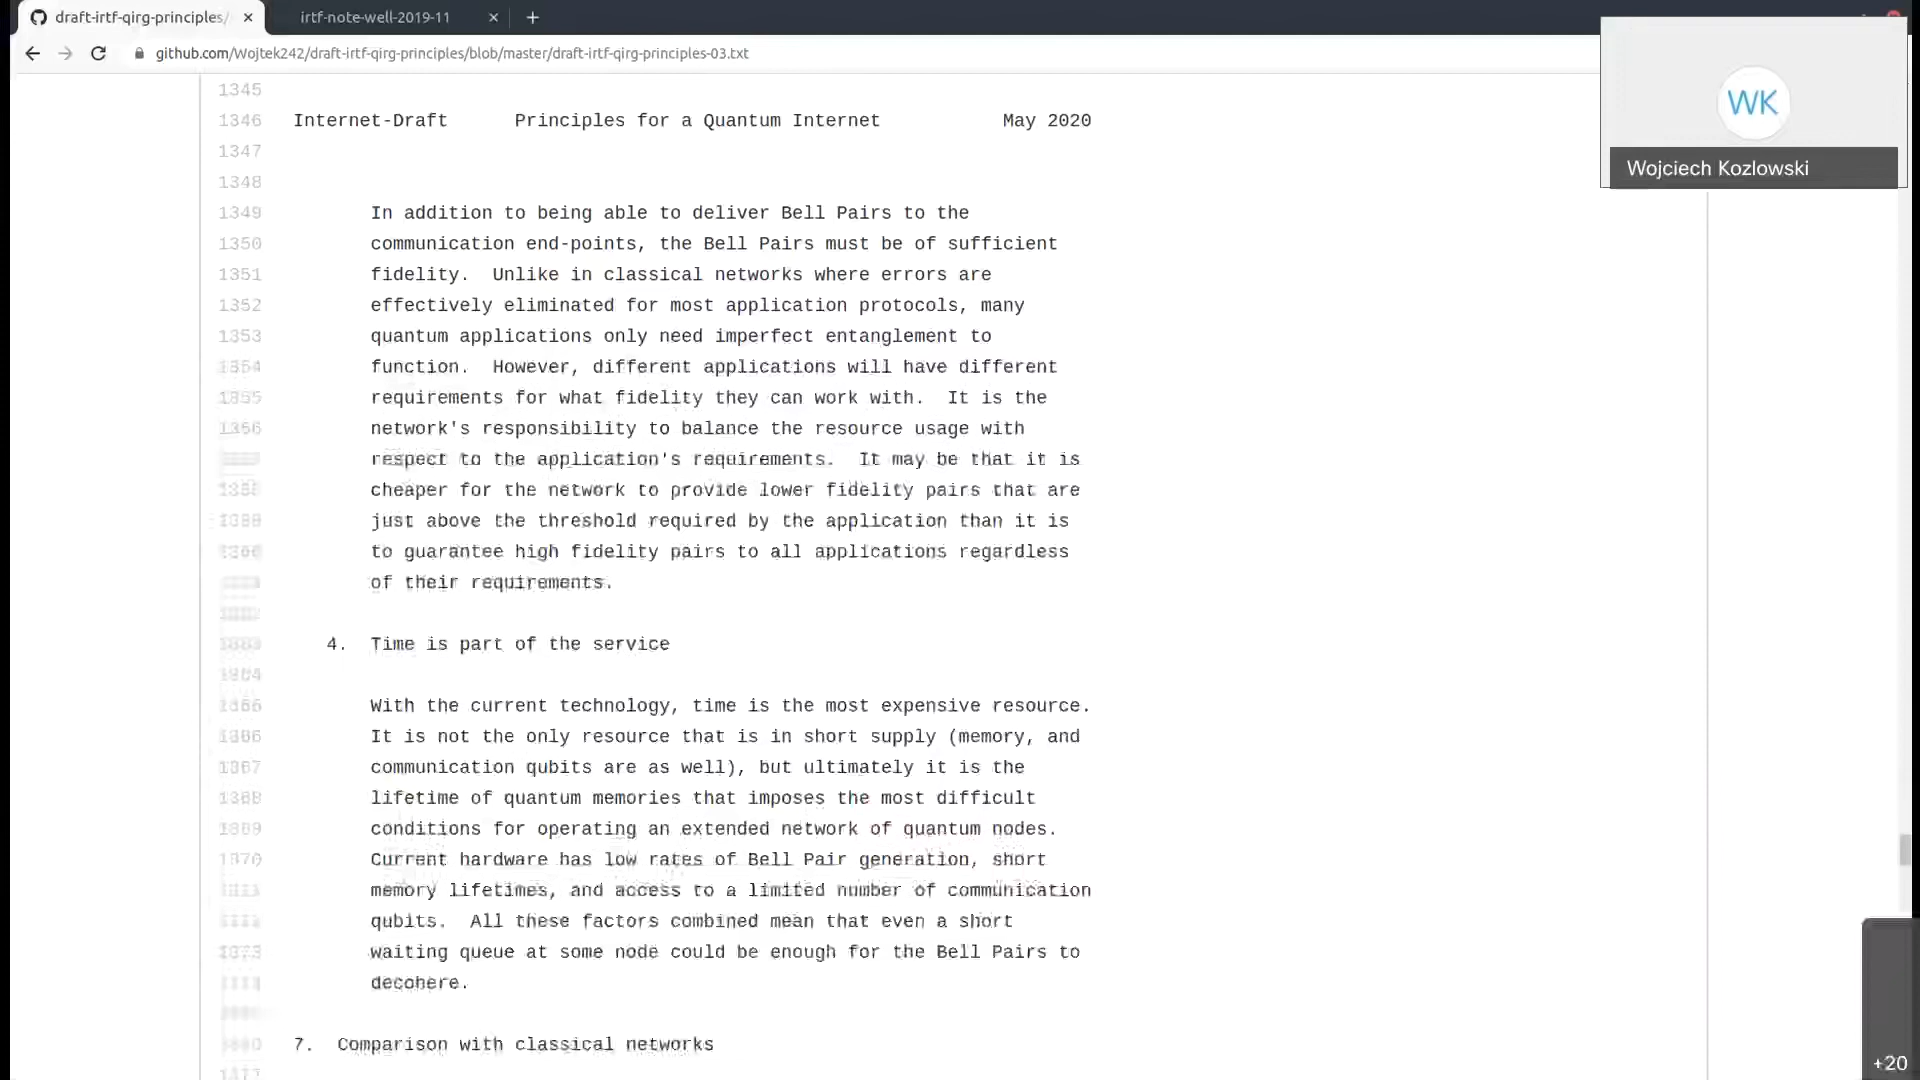 draft-irtf-qirg-principles/
irtf-note-well-2019-11
github.com/Wojtek242/draft-irtf-qirg-principles/blob/master/draft-irtf-qirg-principles-03.txt
WK
Wojciech Kozlowski
1345
1346 Internet-Draft Principles for a Quantum Internet May 2020
1347
1348
1349 In addition to being able to deliver Bell Pairs to the
1350 communication end-points, the Bell Pairs must be of sufficient
1351 fidelity. Unlike in classical networks where errors are
1352 effectively eliminated for most application protocols, many
1353 quantum applications only need imperfect entanglement to
1354 function. However, different applications will have different
1355 requirements for what fidelity they can work with. It is the
1356 network's responsibility to balance the resource usage with
respect to the application's requirements. It may be that it is
cheaper for the network to provide lower fidelity pairs that are
just above the threshold required by the application than it is
to guarantee high fidelity pairs to all applications regardless
of their requirements.
4. Time is part of the service
With the current technology, time is the most expensive resource.
1366 It is not the only resource that is in short supply (memory, and
1367 communication qubits are as well), but ultimately it is the
1368 lifetime of quantum memories that imposes the most difficult
1369 conditions for operating an extended network of quantum nodes.
1370 Current hardware has low rates of Bell Pair generation, short
memory lifetimes, and access to a limited number of communication
qubits. All these factors combined mean that even a short
waiting queue at some node could be enough for the Bell Pairs to
decohere.
7. Comparison with classical networks
+20